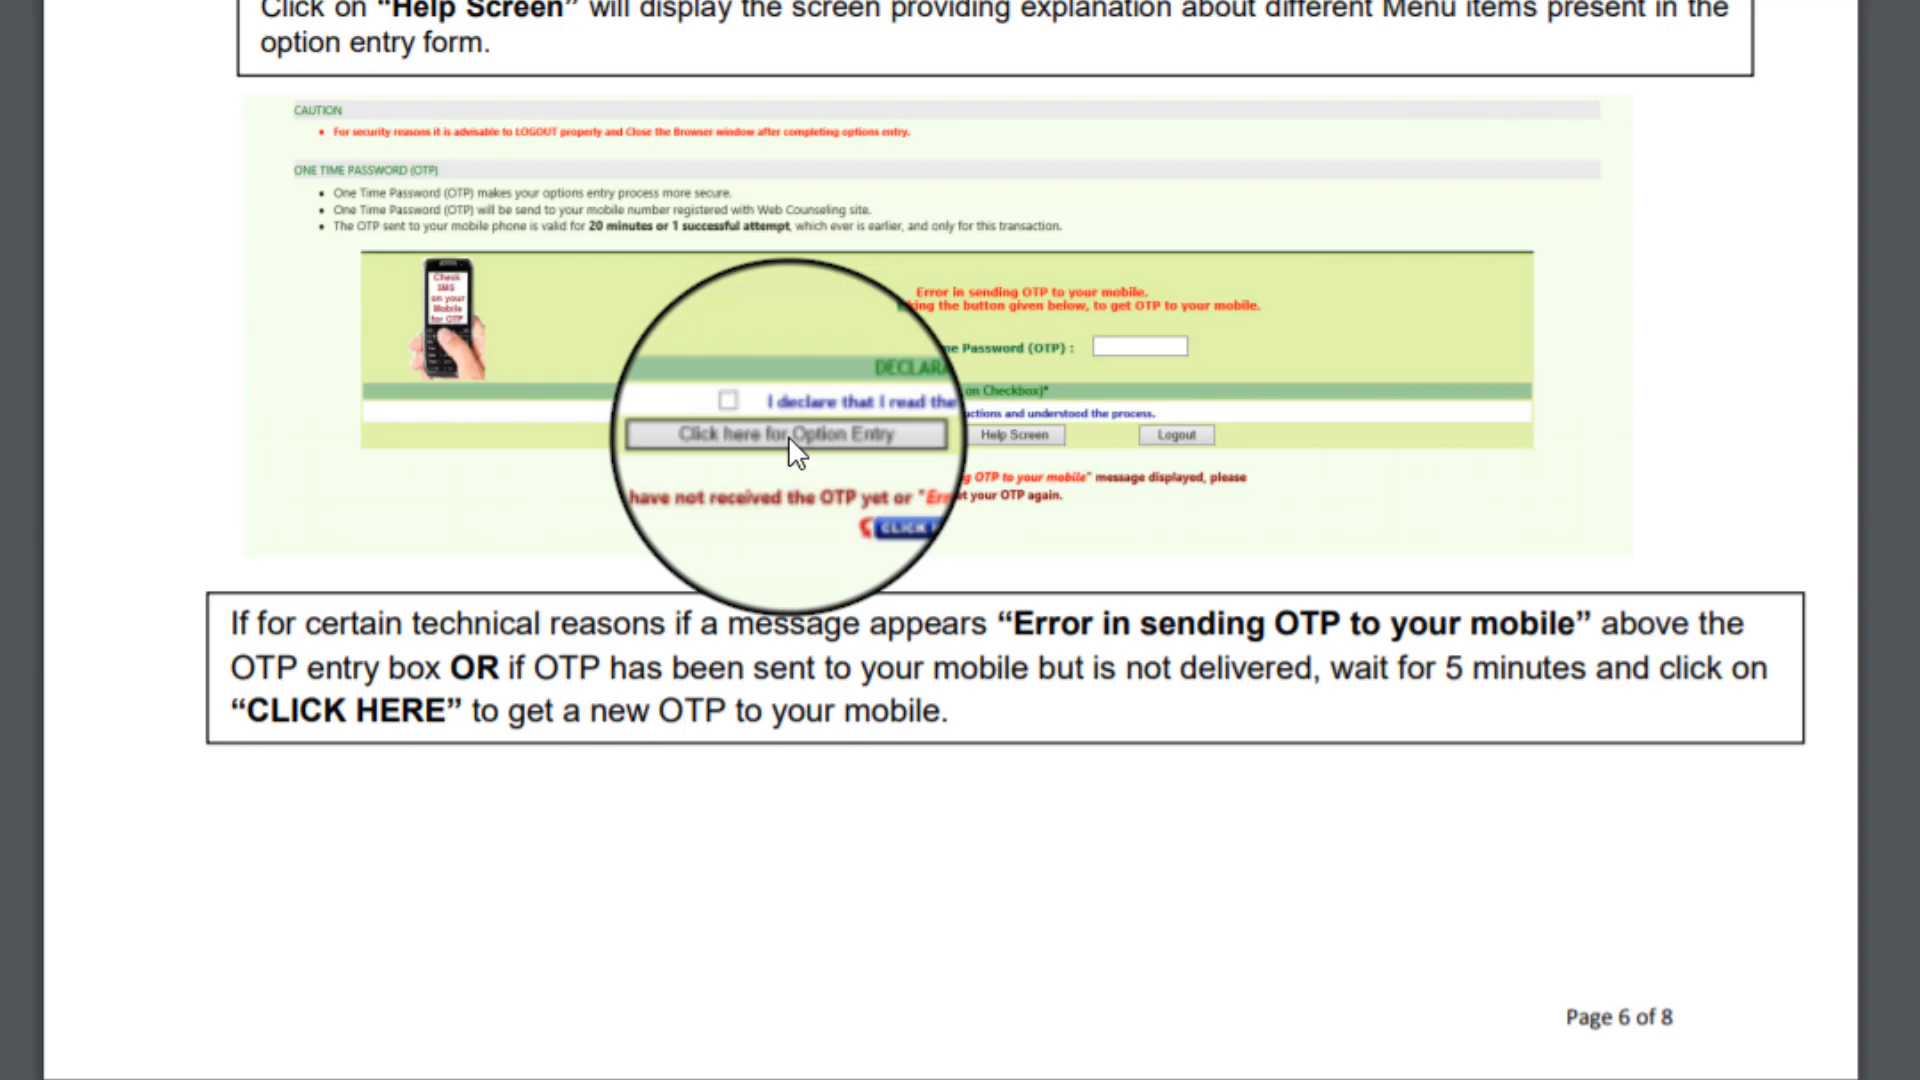 Click on “Help Screen” will display the screen providing explanation about different Menu items present in the
option entry form.
CAUTION
• For security reasons it is advisable to LOGOUT properly and Close the Browser window after completing options entry.
ONE TIME PASSWORD (OTP)
• One Time Password (OTP) makes your options entry process more secure.
• One Time Password (OTP) will be send to your mobile number registered with Web Counseling site.
• The OTP sent to your mobile phone is valid for 20 minutes or 1 successful attempt, which ever is earlier, and only for this transaction.
Check
SMS
on your
Mobile
for OTP
Error in sending OTP to your mobile.
the button given below, to get OTP to your mobile.
Password (OTP) :
on Checkbox)*
I declare that I read the
and understood the process.
Click here for Option Entry
Help Screen
Logout
have not received the OTP yet or "
OTP to your mobile" message displayed, please
your OTP again.
CLICK
If for certain technical reasons if a message appears “Error in sending OTP to your mobile” above the
OTP entry box OR if OTP has been sent to your mobile but is not delivered, wait for 5 minutes and click on
“CLICK HERE” to get a new OTP to your mobile.
Page 6 of 8